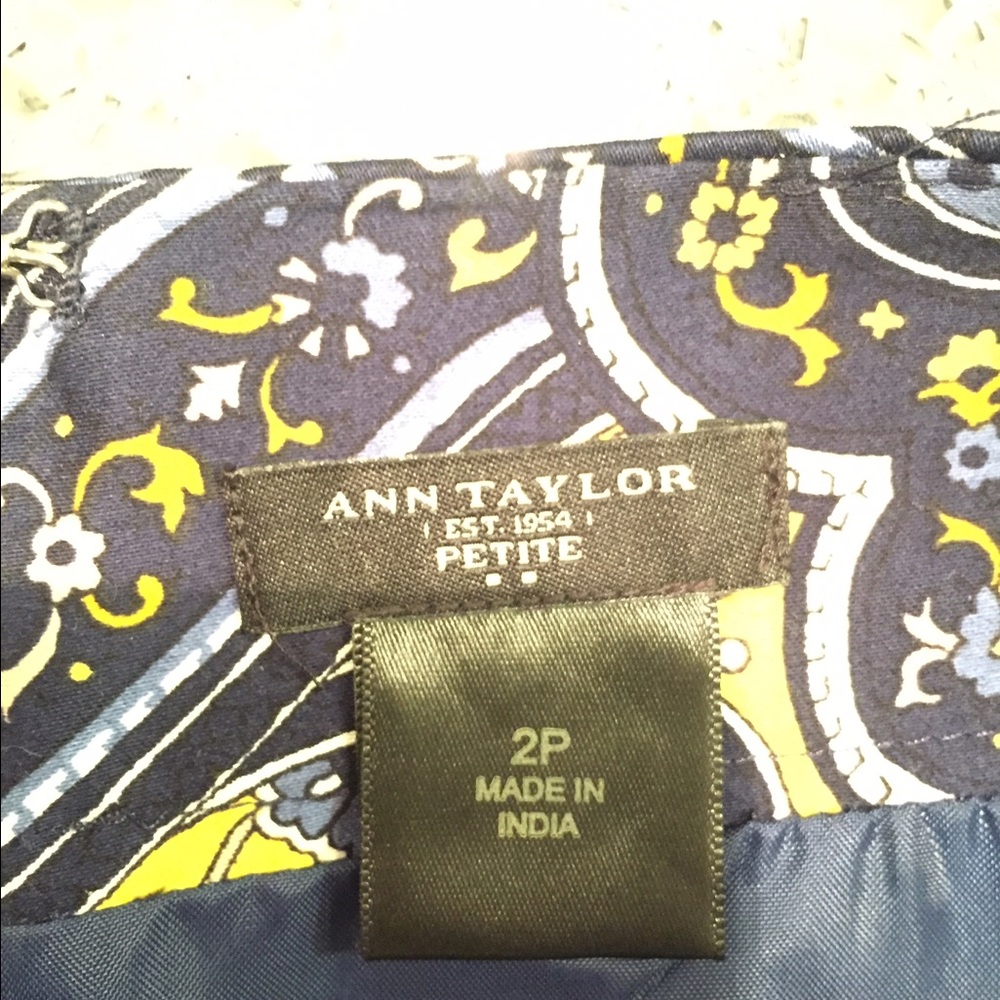 ANN TAYLOR
EST. 1954
PETITE
2P
MADE IN
INDIA